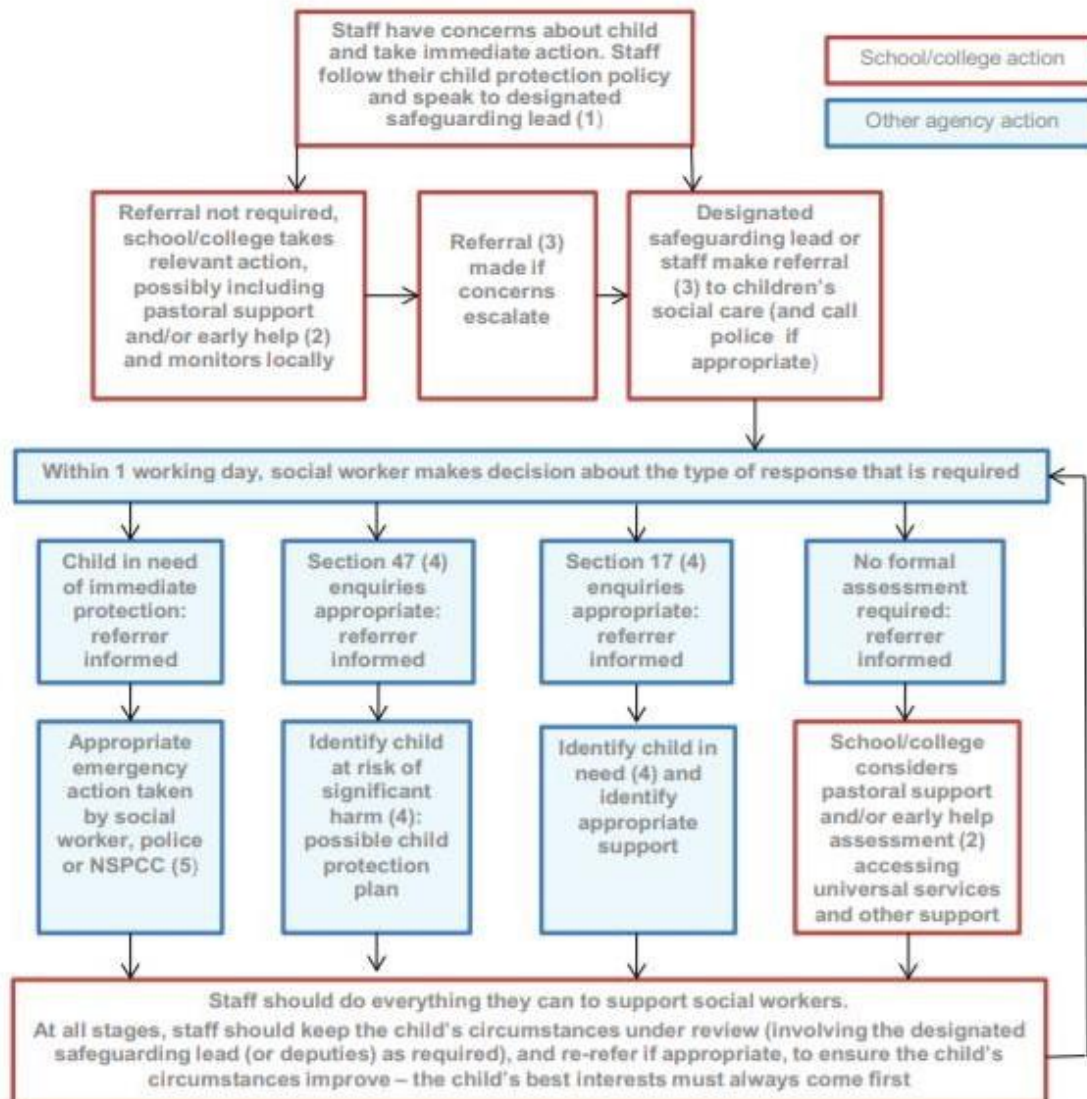 Staff have concerns about child
and take immediate action. Staff
follow their child protection policy
and speak to designated
safeguarding lead (1)
School/college action
Other agency action
Referral not required,
school/college takes
relevant action,
possibly including
pastoral support
and/or early help (2)
and monitors locally
Referral (3)
made if
concerns
escalate
Designated
safeguarding lead or
staff make referral
(3) to children's
social care (and call
police if
appropriate)
Within 1 working day, social worker makes decision about the type of response that is required
Child in need
of immediate
protection:
referrer
informed
Section 47 (4)
enquiries
appropriate:
referrer
informed
Section 17 (4)
enquiries
appropriate:
referrer
informed
No formal
assessment
required:
referrer
informed
Appropriate
emergency
action taken
by social
worker, police
or NSPCC (5)
Identify child
at risk of
significant
harm (4):
possible child
protection
plan
Identify child in
need (4) and
identify
appropriate
support
School/college
considers
pastoral support
and/or early help
assessment (2)
accessing
universal services
and other support
Staff should do everything they can to support social workers.
At all stages, staff should keep the child's circumstances under review (involving the designated
safeguarding lead (or deputies) as required), and re-refer if appropriate, to ensure the child's
circumstances improve – the child's best interests must always come first